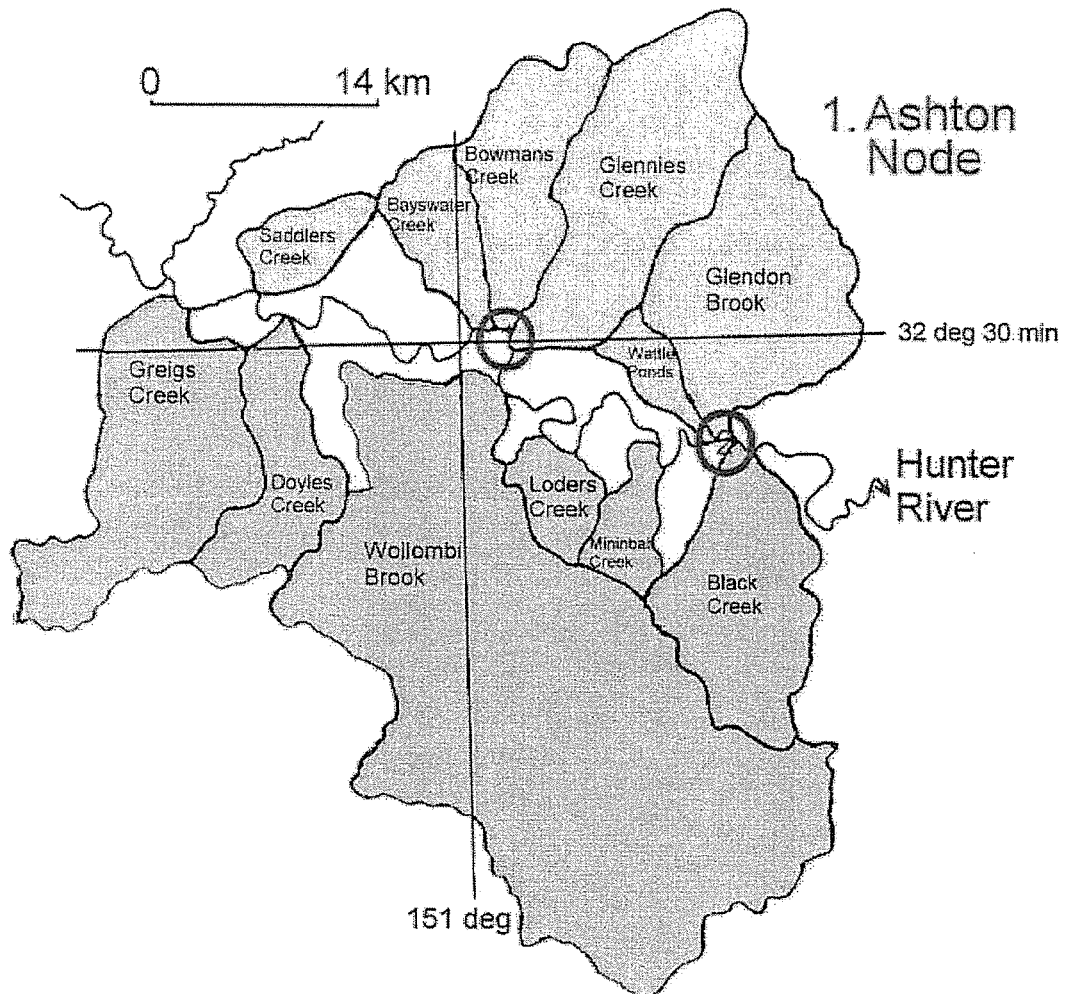 0 14 km
1. Ashton
Node
Bowmans
Creek
Glennies
Creek
Bayswater
Creek
Saddlers
Creek
Glendon
Brook
32 deg 30 min
Greigs
Creek
Wattle
Ponds
2
Hunter
River
Doyles
Creek
Loders
Creek
Wollombi
Brook
Creek
Black
Creek
151 deg